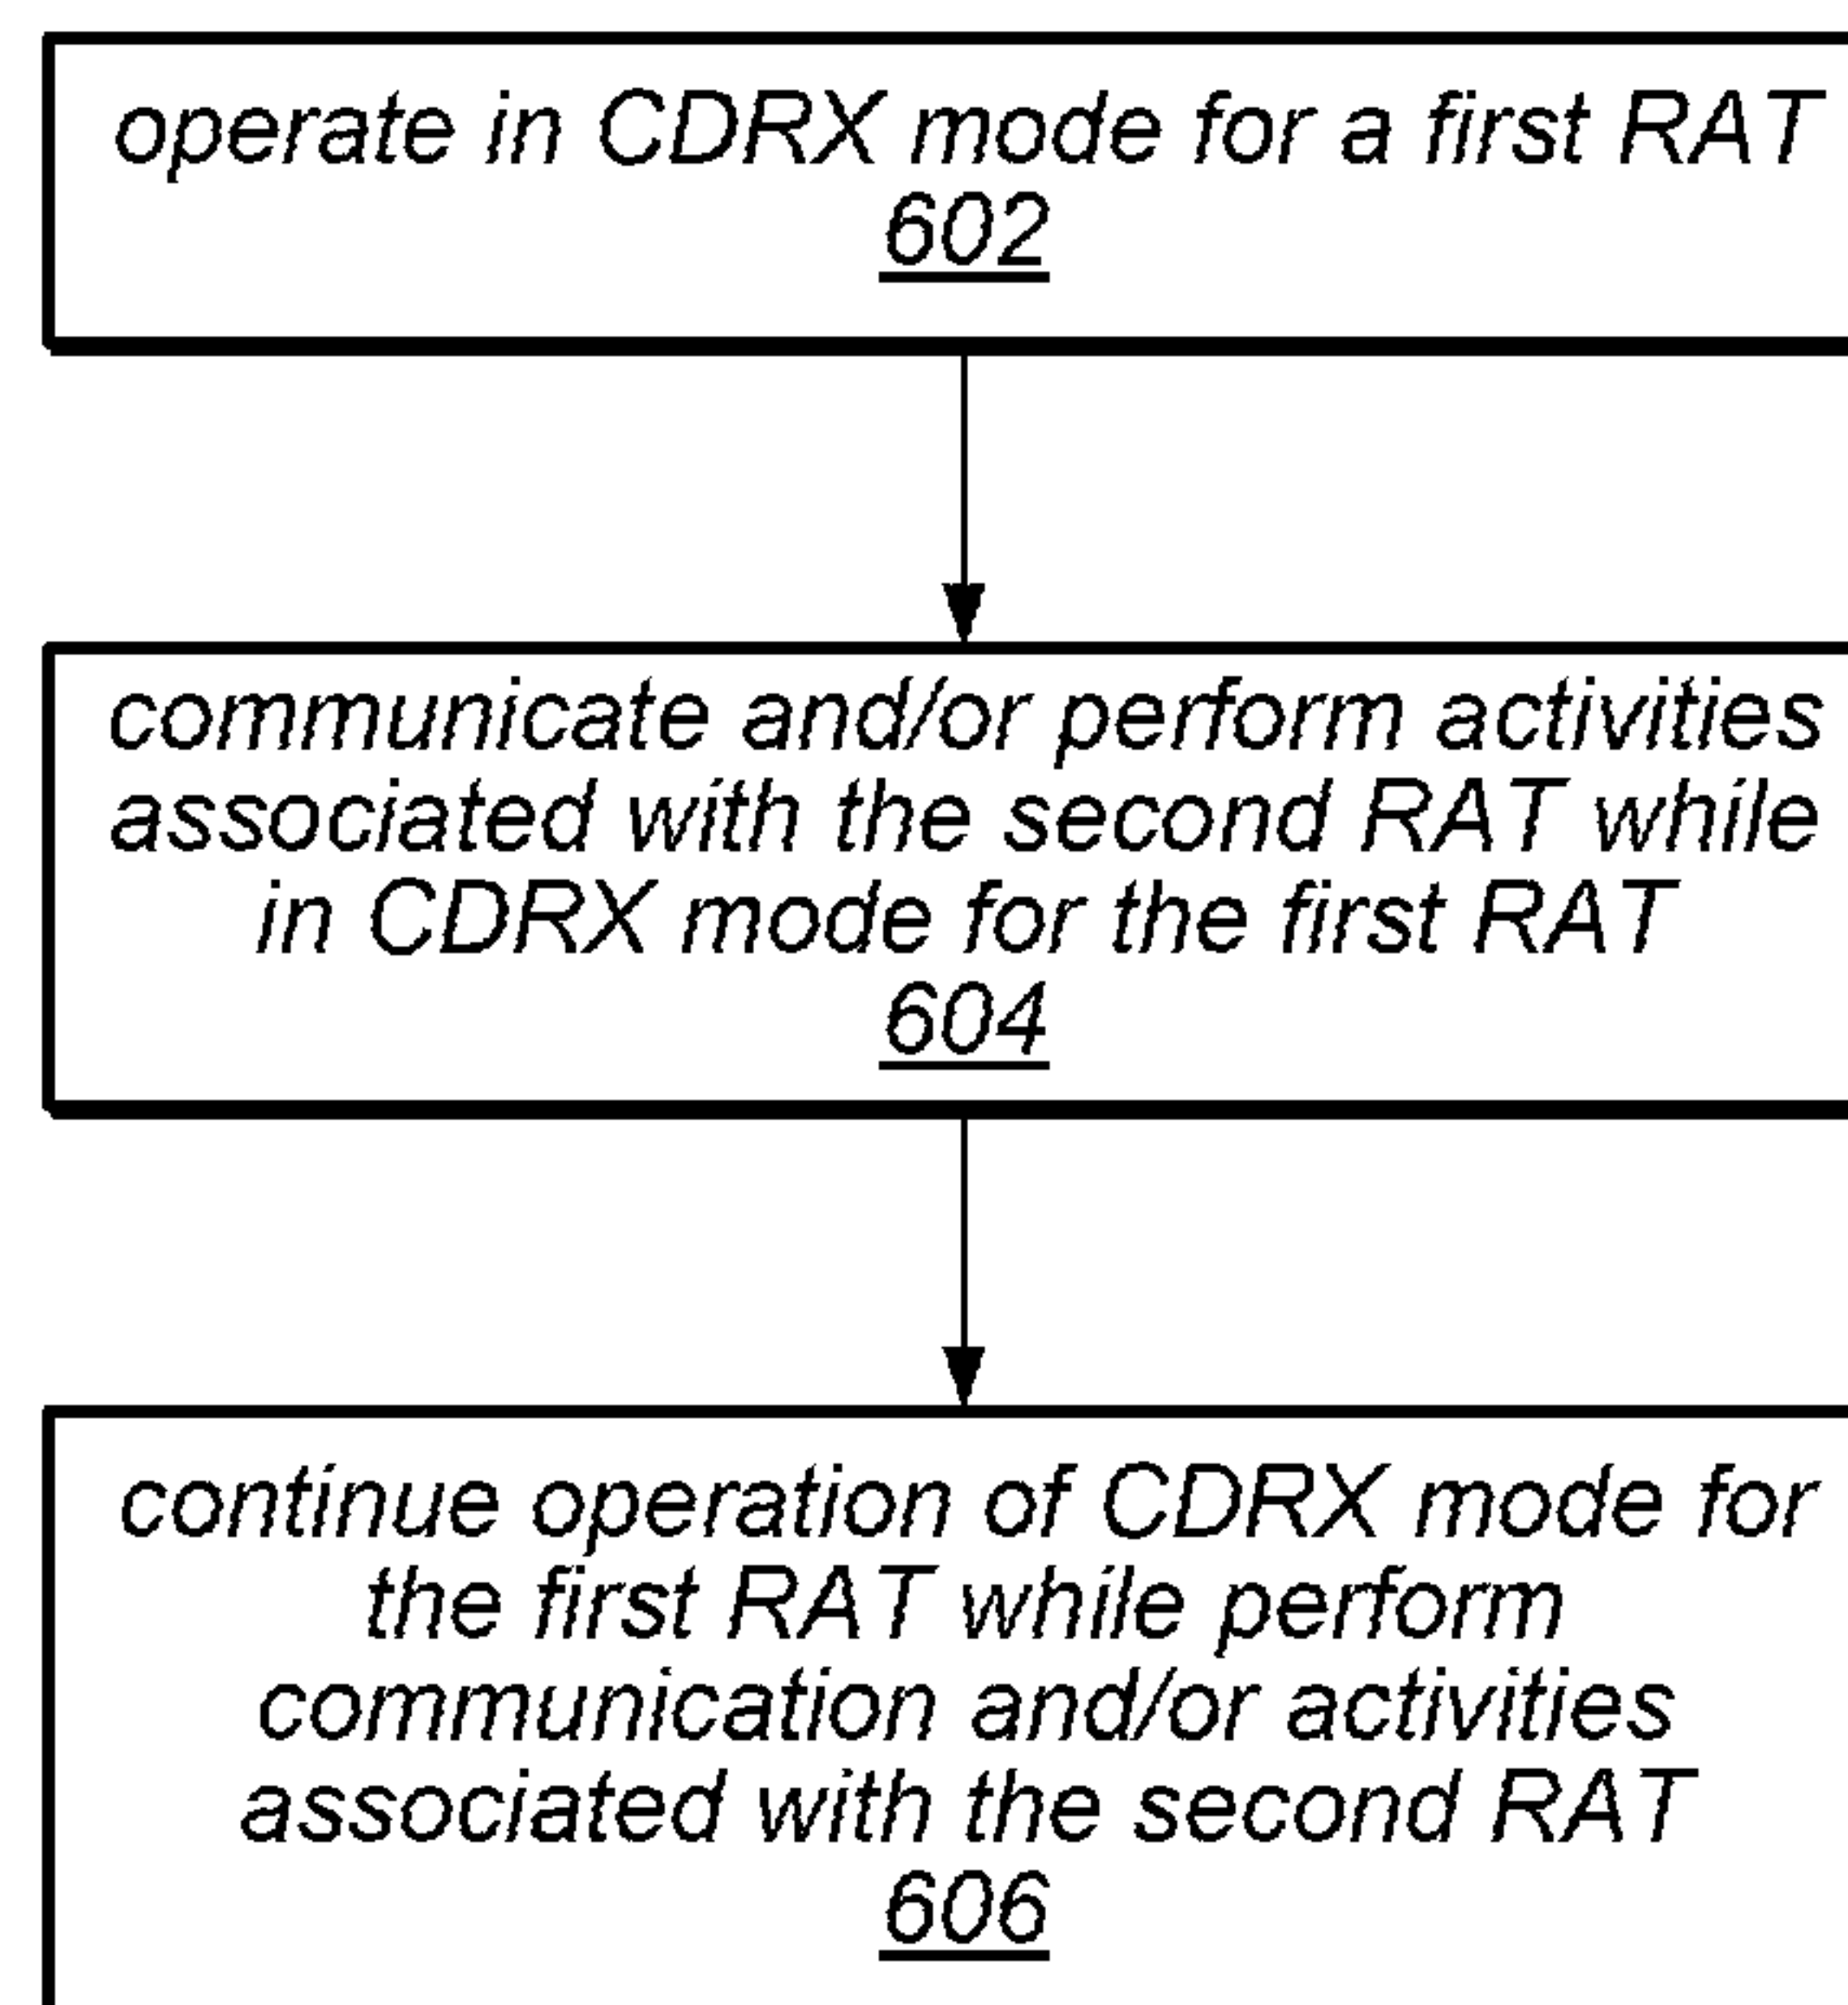 operate in CDRX mode for a first RAT
602
communicate and/or perform activities
associated with the second RAT while
in CDRX mode for the first RAT
604
continue operation of CDRX mode for
the first RAT while perform
communication and/or activities
associated with the second RAT
606